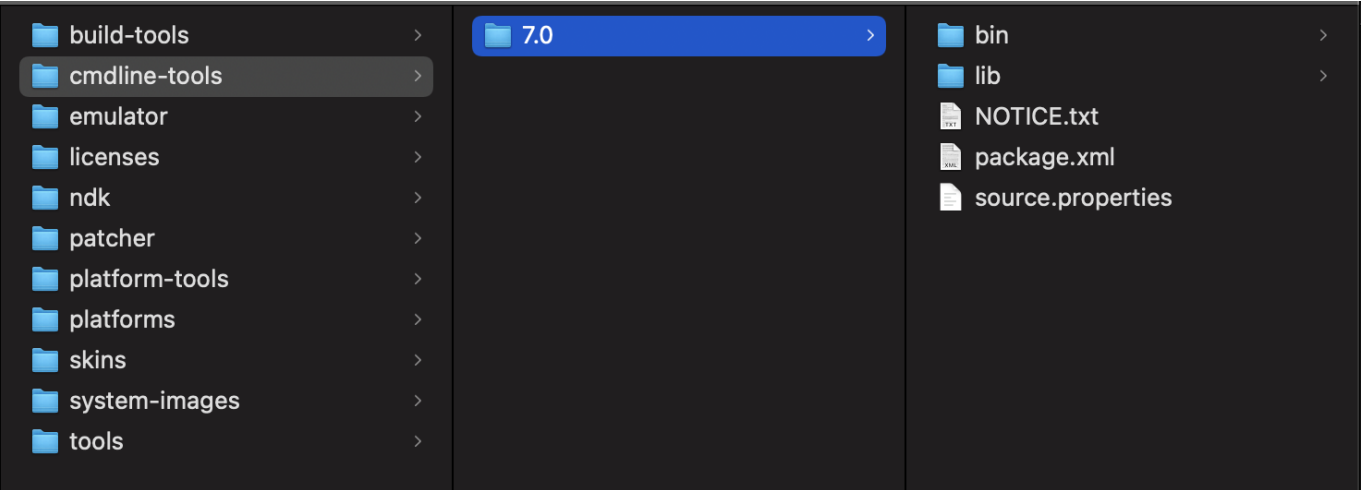 build-tools
cmdline-tools
emulator
licenses
ndk
patcher
platform-tools
platforms
skins
system-images
tools
7.0
bin
lib
NOTICE.txt
package.xml
source.properties